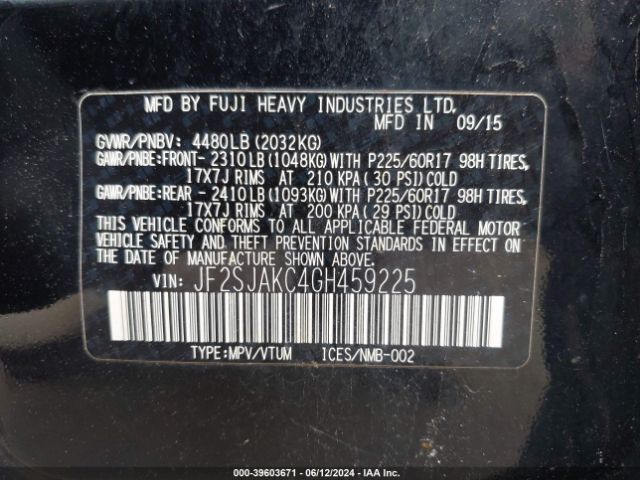 MFD BY FUJI HEAVY INDUSTRIES LTD.
MFD IN 09/15
GVWR/PNBV: 4480LB (2032KG)
GAWR/PNBE:FRONT- 2310LB (1048KG) WITH P225/60R17 98H TIRES,
17X7J RIMS AT 210 KPA ( 30 PSI) COLD
GAWR/PNBE:REAR - 2410LB (1093KG) WITH P225/60R17 98H TIRES,
17X7J RIMS AT 200 KPA ( 29 PSI) COLD
THIS VEHICLE CONFORMS TO ALL APPLICABLE FEDERAL MOTOR
VEHICLE SAFETY AND THEFT PREVENTION STANDARDS IN EFFECT ON
THE DATE OF MANUFACTURE SHOWN ABOVE.
VIN: JF2SJAKC4GH459225
TYPE:MPV/VTUM ICES/NMB-002
000-39603671 - 06/12/2024 - IAA Inc.